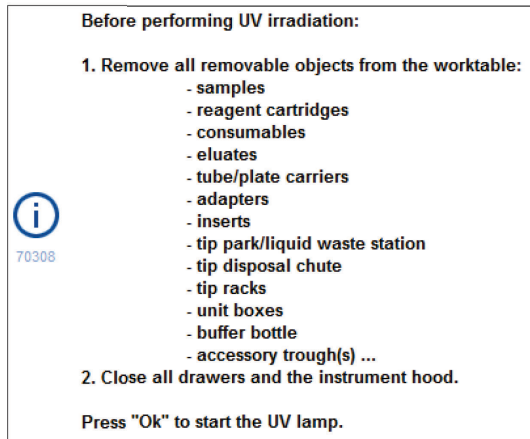 Before performing UV irradiation:
1. Remove all removable objects from the worktable:
- samples
- reagent cartridges
- consumables
- eluates
- tube/plate carriers
- adapters
- inserts
- tip park/liquid waste station
- tip disposal chute
- tip racks
- unit boxes
- buffer bottle
- accessory trough(s) ...
2. Close all drawers and the instrument hood.
Press "Ok" to start the UV lamp.
i
70308